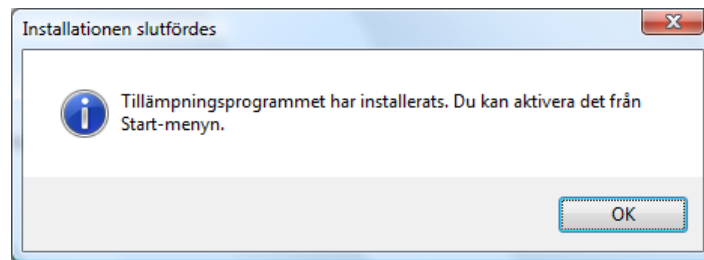 Installationen slutfördes
Tillämpningsprogrammet har installerats. Du kan aktivera det från
Start-menyn.
OK